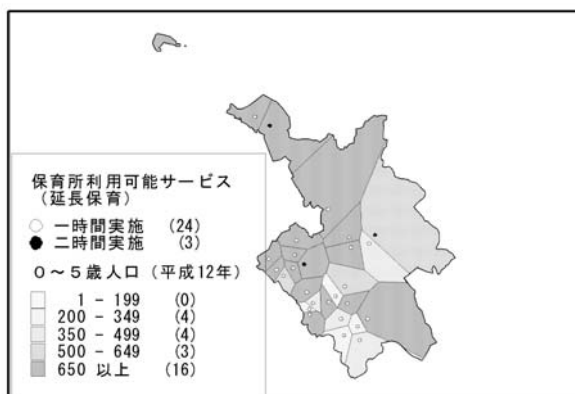 保育所利用可能サービス
(延長保育)
一時間実施 (24)
二時間実施 (3)
0~5歳人口 (平成12年)
1 - 199 (0)
200 - 349 (4)
350 - 499 (4)
500 - 649 (3)
650 以上 (16)